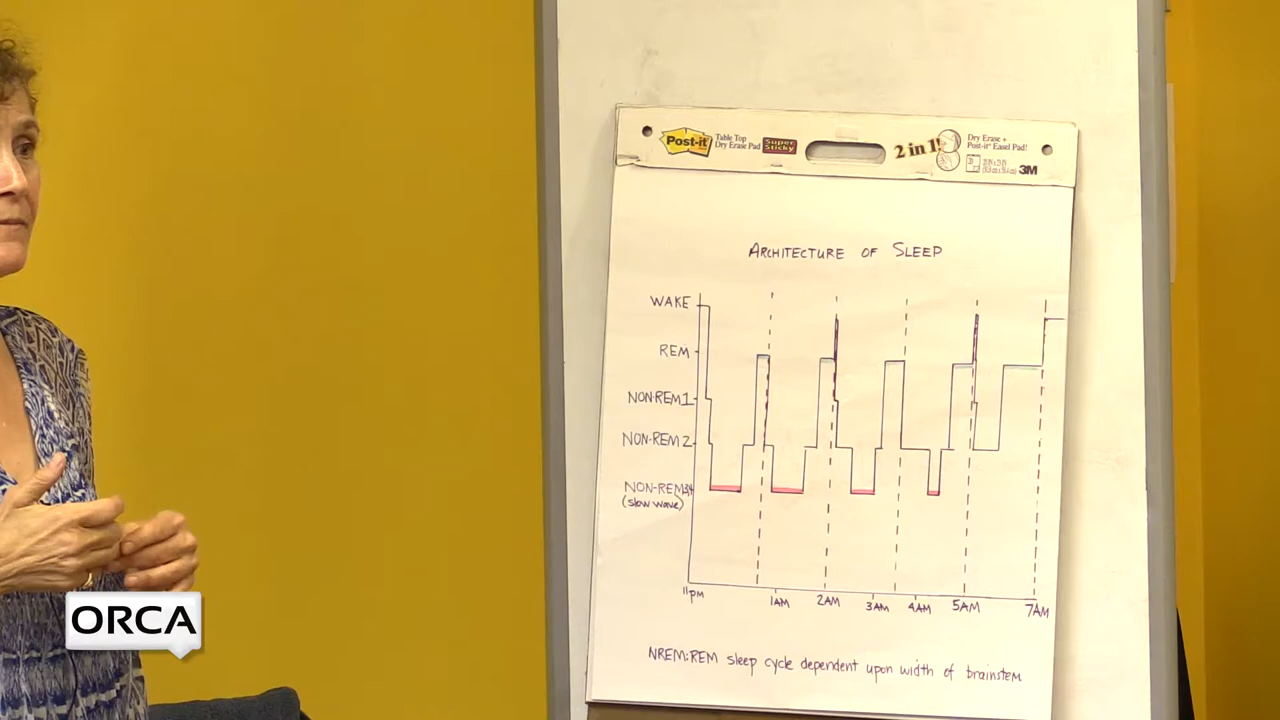 Post-it
Table Top
Dry Erase Pad
Super
Sticky
2 in 1!
Dry Erase +
Post-it Easel Pad!
3M
ARCHITECTURE OF SLEEP
WAKE
REM
NON-REM 1
NON-REM 2
NON-REM 3,4
(slow wave)
11pm 1AM 2AM 3AM 4AM 5AM 7AM
NREM:REM sleep cycle dependent upon width of brainstem
ORCA